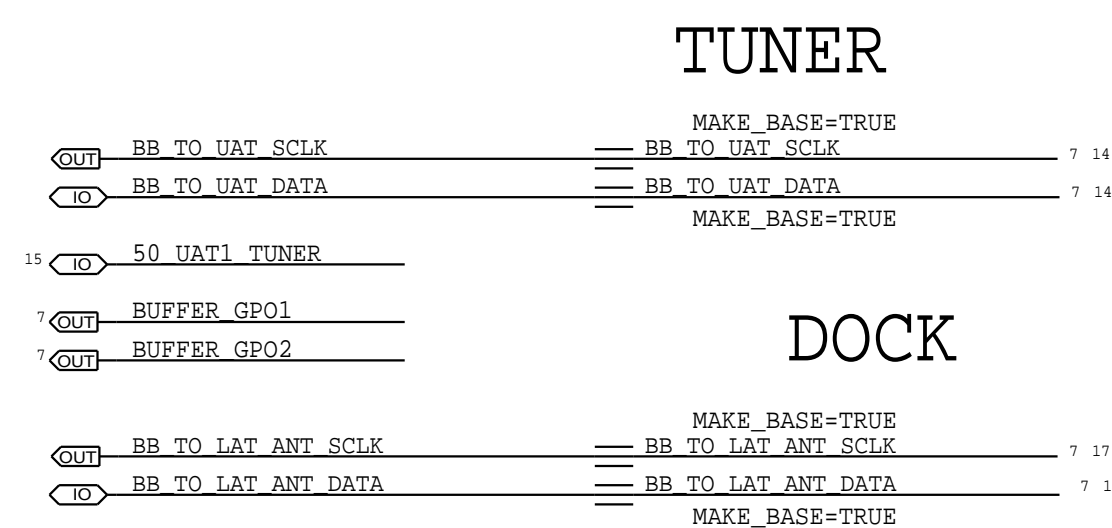 TUNER
MAKE_BASE=TRUE
OUT BB_TO_UAT_SCLK BB_TO_UAT_SCLK 7 14
IO BB_TO_UAT_DATA BB_TO_UAT_DATA 7 14
MAKE_BASE=TRUE
15 IO 50_UAT1_TUNER
7 OUT BUFFER_GPO1
7 OUT BUFFER_GPO2
DOCK
MAKE_BASE=TRUE
OUT BB_TO_LAT_ANT_SCLK BB_TO_LAT_ANT_SCLK 7 17
IO BB_TO_LAT_ANT_DATA BB_TO_LAT_ANT_DATA 7 1
MAKE_BASE=TRUE